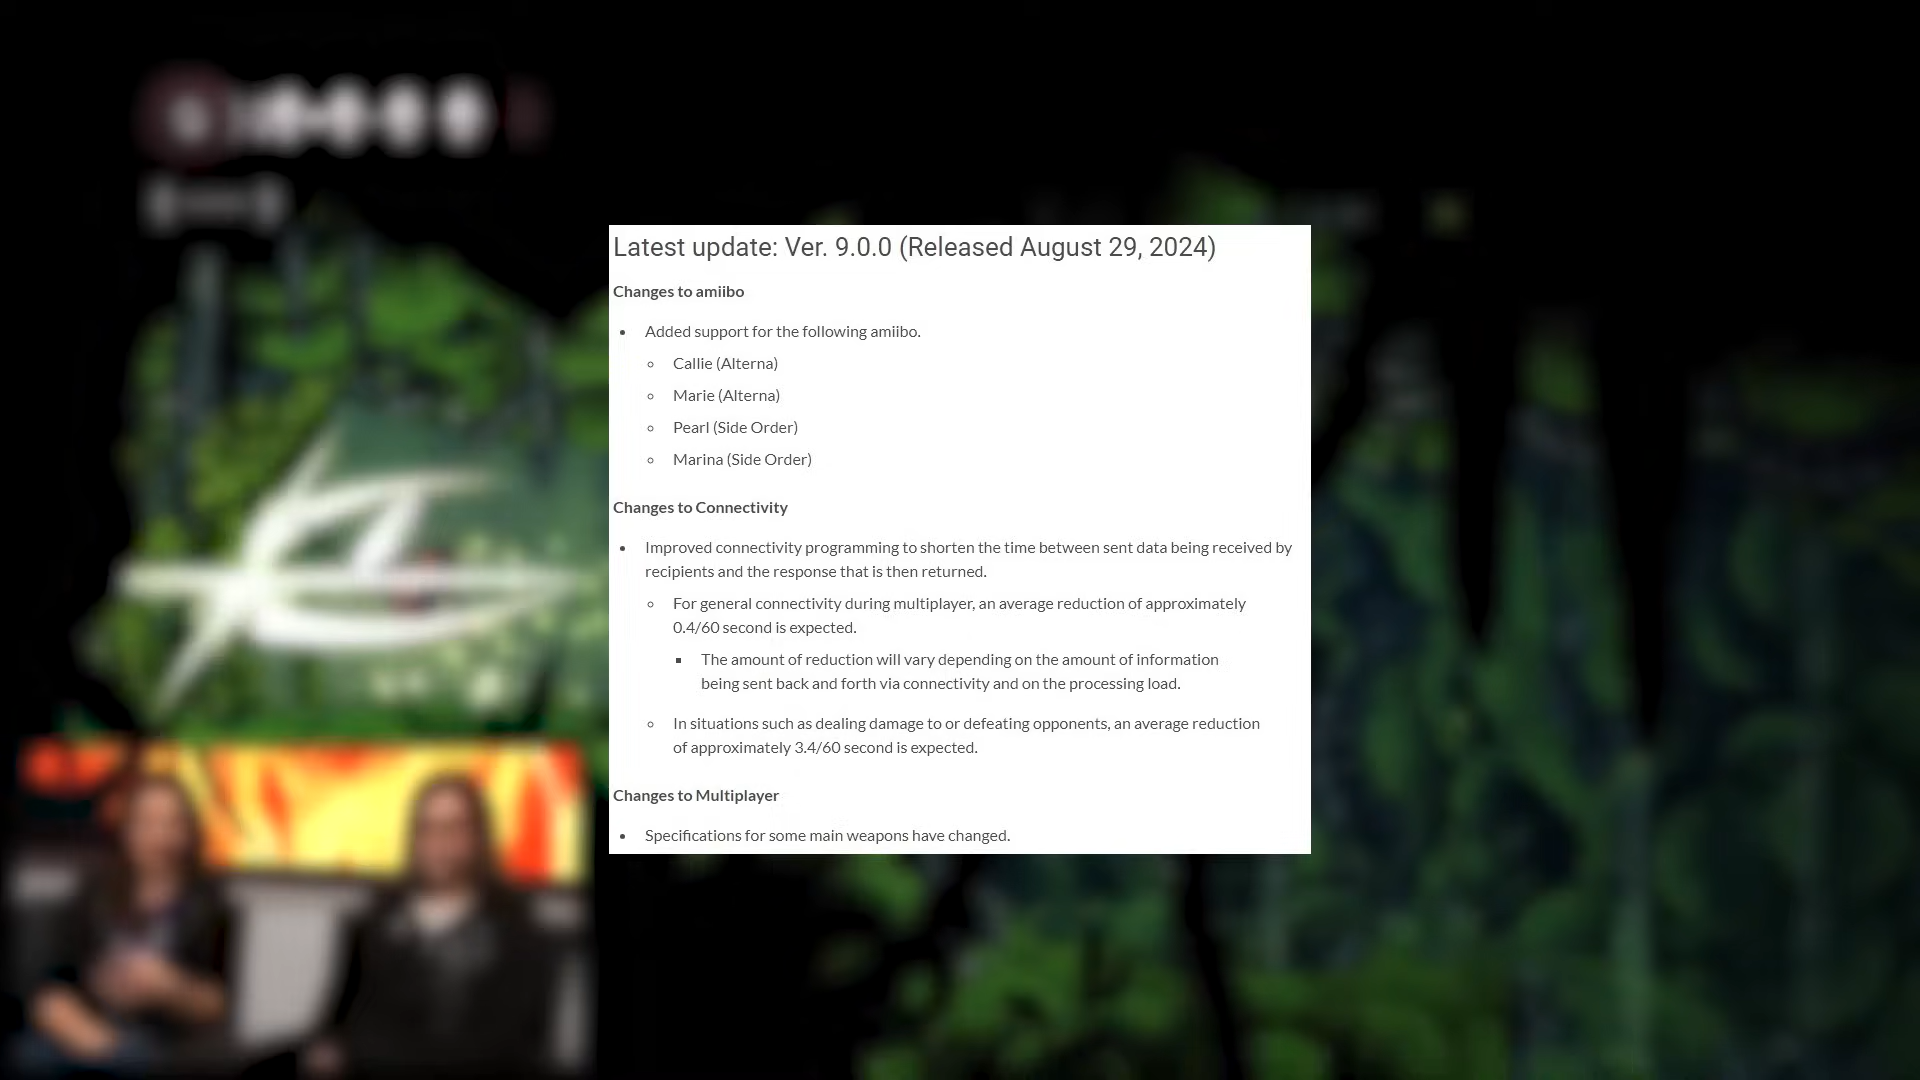 Latest update: Ver. 9.0.0 (Released August 29, 2024)
Changes to amiibo
• Added support for the following amiibo.
◦ Callie (Alterna)
◦ Marie (Alterna)
◦ Pearl (Side Order)
◦ Marina (Side Order)
Changes to Connectivity
• Improved connectivity programming to shorten the time between sent data being received by
recipients and the response that is then returned.
◦ For general connectivity during multiplayer, an average reduction of approximately
0.4/60 second is expected.
▪ The amount of reduction will vary depending on the amount of information
being sent back and forth via connectivity and on the processing load.
◦ In situations such as dealing damage to or defeating opponents, an average reduction
of approximately 3.4/60 second is expected.
Changes to Multiplayer
• Specifications for some main weapons have changed.